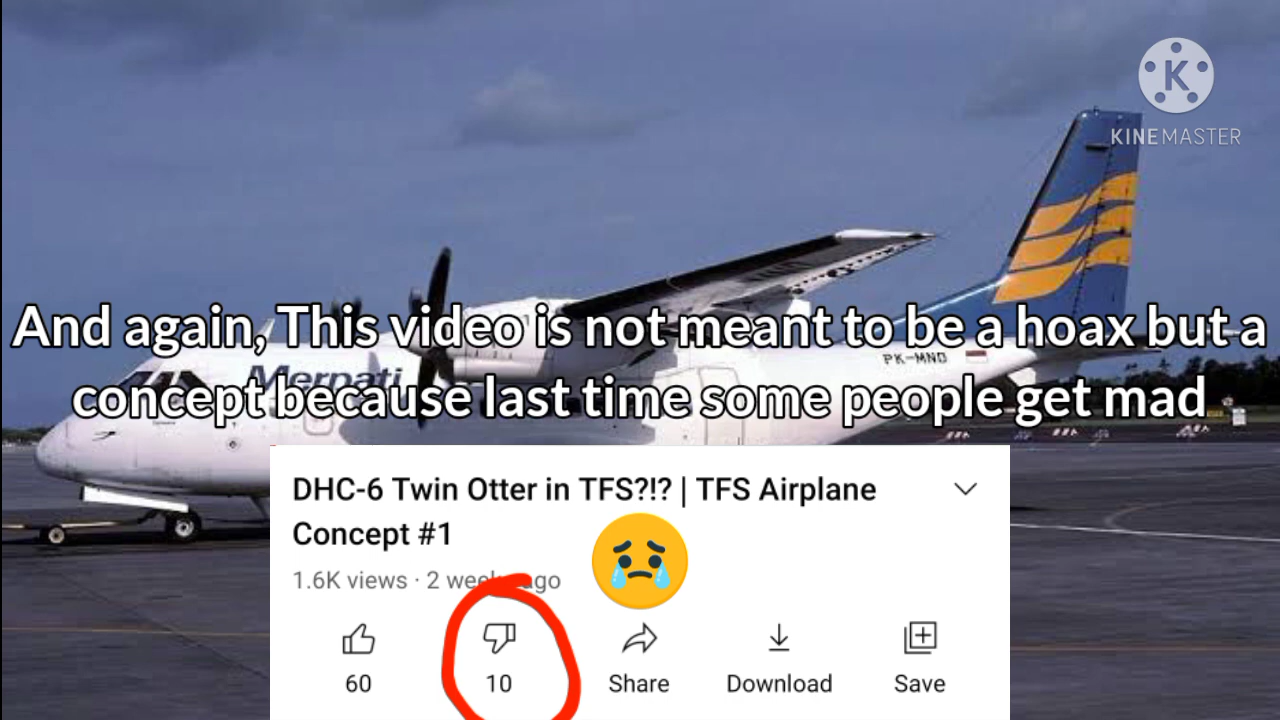 KINEMASTER
And again, This video is not meant to be a hoax but a
PK-MND
Merpati
concept because last time some people get mad
DHC-6 Twin Otter in TFS?!? | TFS Airplane
Concept #1
1.6K views · 2 weeks ago
60
10
Share
Download
Save